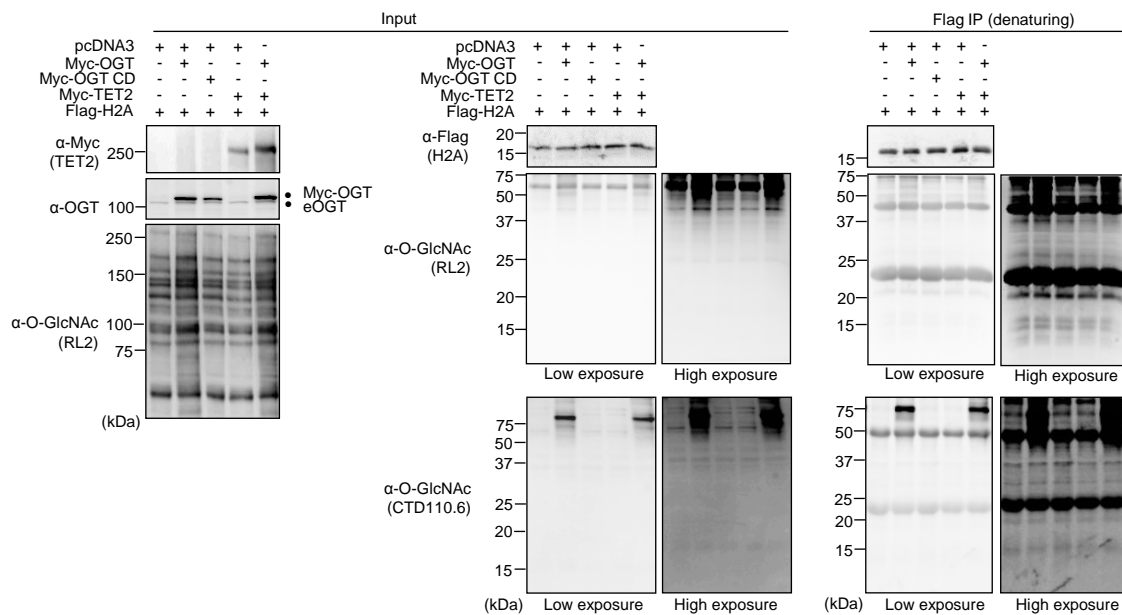 Input
Flag IP (denaturing)
pcDNA3 + + + + -
Myc-OGT - + - - +
Myc-OGT CD - - + - -
Myc-TET2 - - - + +
Flag-H2A + + + + +
α-Myc
(TET2)
250
α-OGT
100
Myc-OGT
eOGT
α-O-GlcNAc
(RL2)
250
150
100
75
(kDa)
pcDNA3 + + + + -
Myc-OGT - + - - +
Myc-OGT CD - - + - -
Myc-TET2 - - - + +
Flag-H2A + + + + +
α-Flag
(H2A)
20
15
α-O-GlcNAc
(RL2)
75
50
37
25
20
15
Low exposure
High exposure
α-O-GlcNAc
(CTD110.6)
75
50
37
25
20
15
(kDa)
Low exposure
High exposure
+ + + + -
- + - - +
- - + - -
- - - + +
+ + + + +
15
75
50
37
25
20
15
Low exposure
High exposure
75
50
37
25
20
15
(kDa)
Low exposure
High exposure